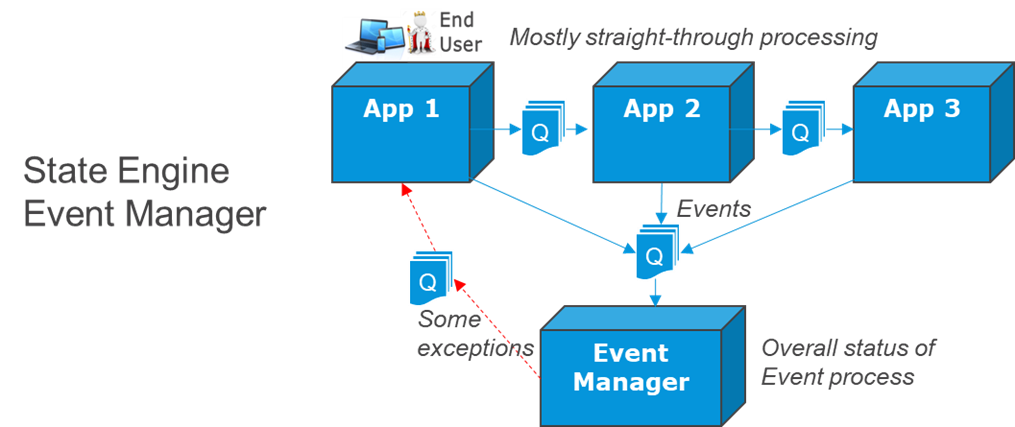 State Engine
Event Manager
End
User
Mostly straight-through processing
App 1
Q
App 2
Q
App 3
Events
Q
Q
Some
exceptions
Event
Manager
Overall status of
Event process